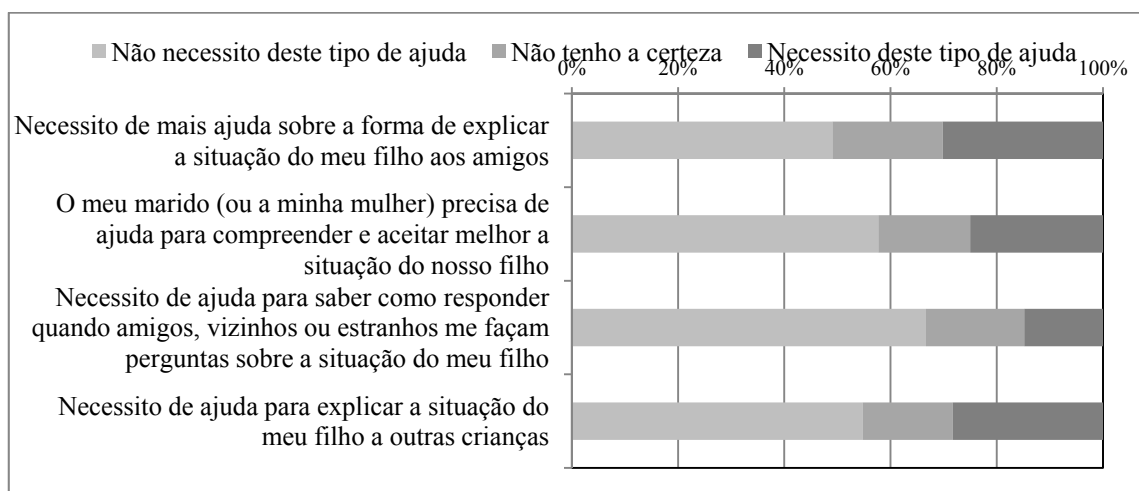 Não necessito deste tipo de ajuda Não tenho a certeza Necessito deste tipo de ajuda
0% 20% 40% 60% 80% 100%
Necessito de mais ajuda sobre a forma de explicar
a situação do meu filho aos amigos
O meu marido (ou a minha mulher) precisa de
ajuda para compreender e aceitar melhor a
situação do nosso filho
Necessito de ajuda para saber como responder
quando amigos, vizinhos ou estranhos me façam
perguntas sobre a situação do meu filho
Necessito de ajuda para explicar a situação do
meu filho a outras crianças